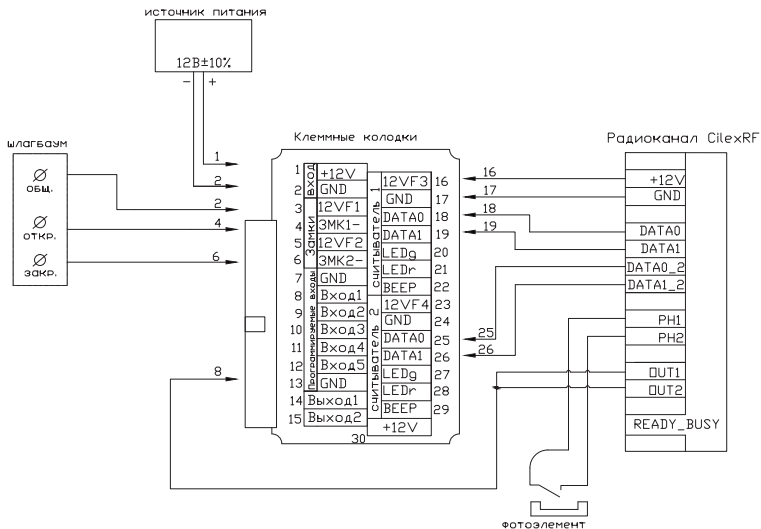 источник питания
12В±10%
− +
шлагбаум
общ.
откр.
закр.
1
2
2
4
6
8
Клеммные колодки
1 +12V
2 GND
вход
3 12VF1
4 ЗМК1-
5 12VF2
6 ЗМК2-
Замки
7 GND
8 Вход1
9 Вход2
10 Вход3
11 Вход4
12 Вход5
13 GND
Программируемые входы
14 Выход1
15 Выход2
12VF3 16
GND 17
DATA0 18
DATA1 19
LEDg 20
LEDr 21
BEEP 22
считыватель 1
12VF4 23
GND 24
DATA0 25
DATA1 26
LEDg 27
LEDr 28
BEEP 29
считыватель 2
+12V
30
16
17
18
19
25
26
Радиоканал CilexRF
+12V
GND
DATA0
DATA1
DATA0_2
DATA1_2
PH1
PH2
OUT1
OUT2
READY_BUSY
Фотоэлемент